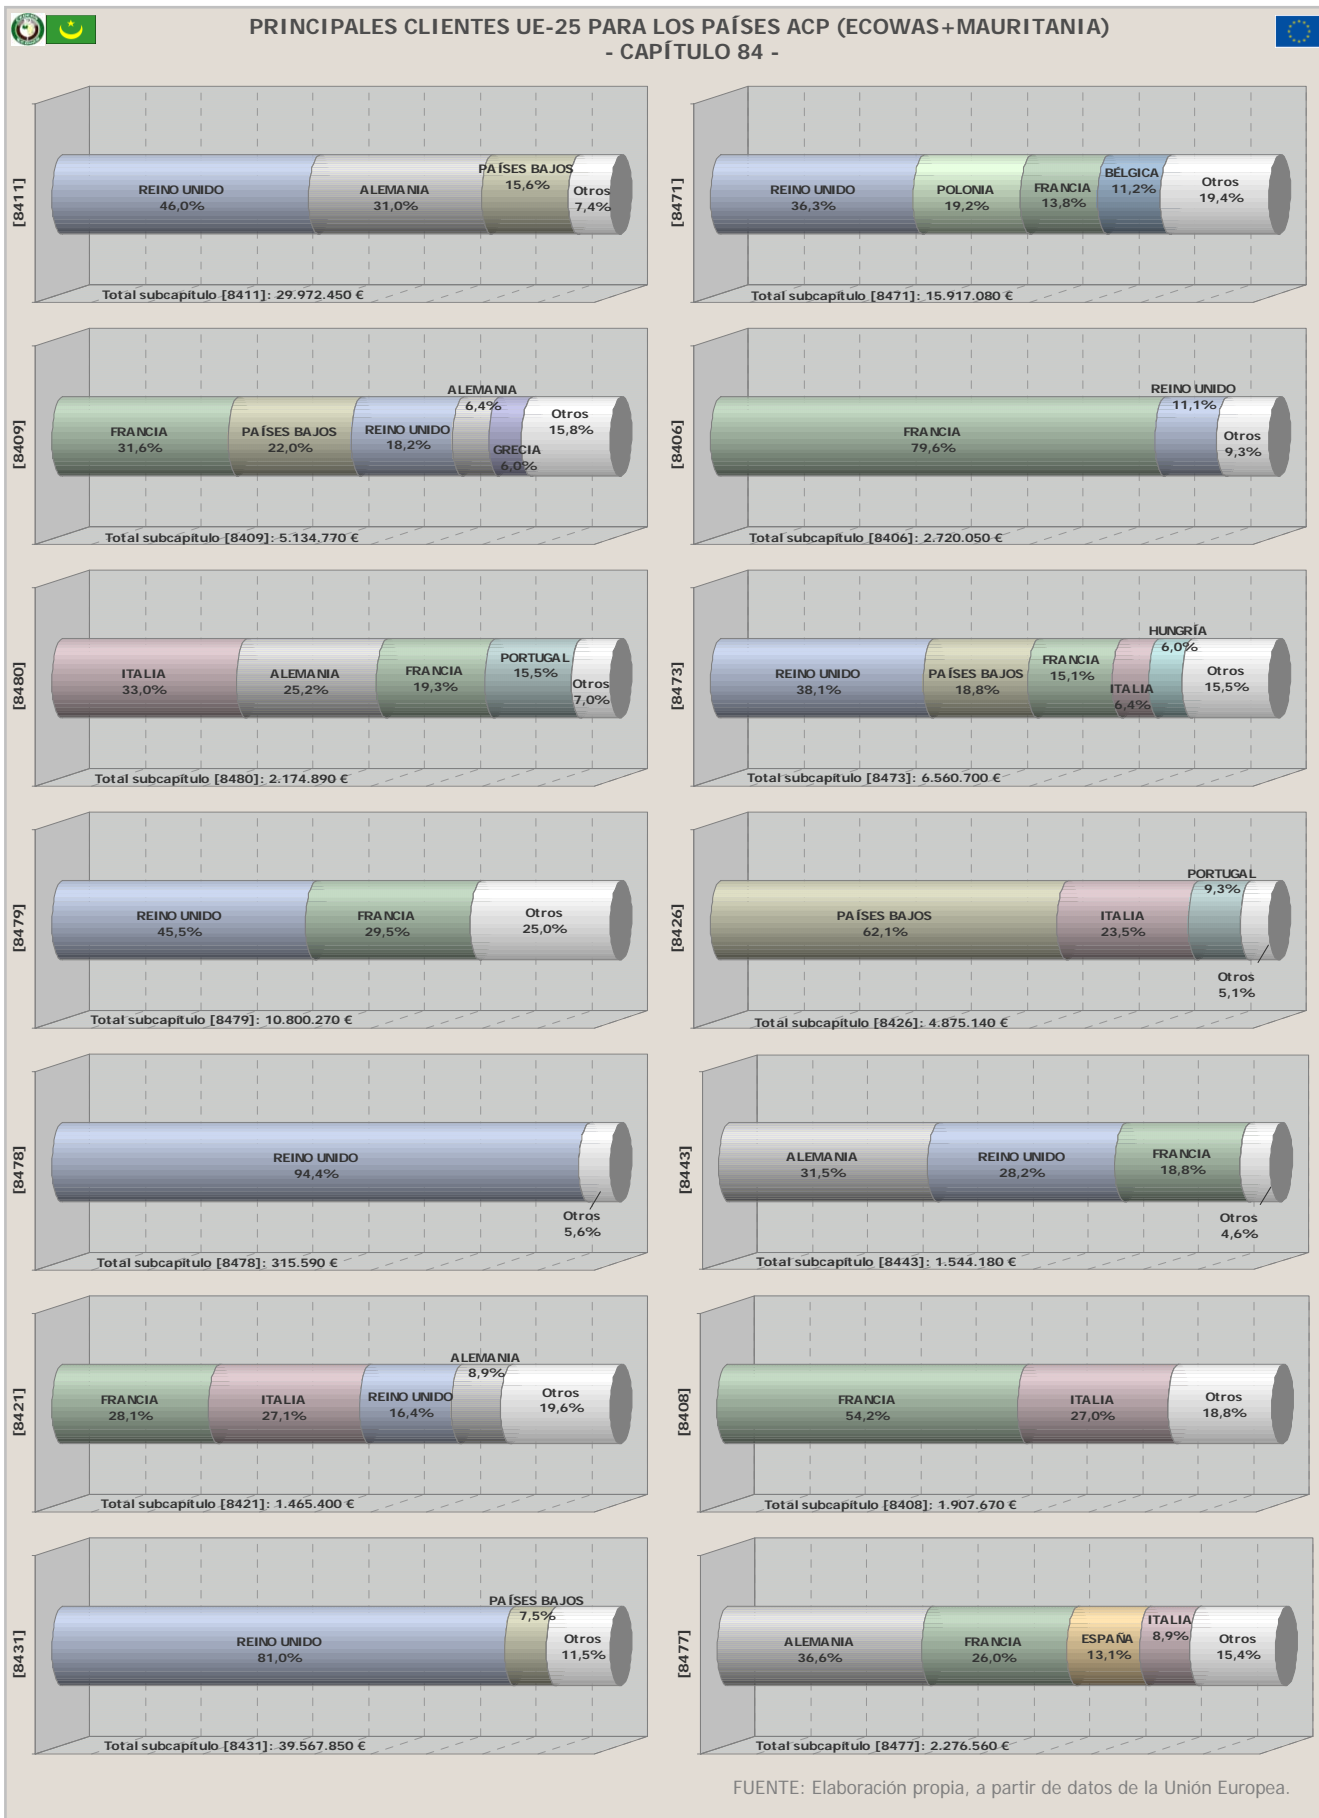 PRINCIPALES CLIENTES UE-25 PARA LOS PAÍSES ACP (ECOWAS+MAURITANIA)
- CAPÍTULO 84 -
[8411]
REINO UNIDO
46,0%
ALEMANIA
31,0%
PAÍSES BAJOS
15,6%
Otros
7,4%
Total subcapítulo [8411]: 29.972.450 €
[8471]
REINO UNIDO
36,3%
POLONIA
19,2%
FRANCIA
13,8%
BÉLGICA
11,2%
Otros
19,4%
Total subcapítulo [8471]: 15.917.080 €
[8409]
FRANCIA
31,6%
PAÍSES BAJOS
22,0%
REINO UNIDO
18,2%
ALEMANIA
6,4%
GRECIA
6,0%
Otros
15,8%
Total subcapítulo [8409]: 5.134.770 €
[8406]
FRANCIA
79,6%
REINO UNIDO
11,1%
Otros
9,3%
Total subcapítulo [8406]: 2.720.050 €
[8480]
ITALIA
33,0%
ALEMANIA
25,2%
FRANCIA
19,3%
PORTUGAL
15,5%
Otros
7,0%
Total subcapítulo [8480]: 2.174.890 €
[8473]
REINO UNIDO
38,1%
PAÍSES BAJOS
18,8%
FRANCIA
15,1%
ITALIA
6,4%
HUNGRÍA
6,0%
Otros
15,5%
Total subcapítulo [8473]: 6.560.700 €
[8479]
REINO UNIDO
45,5%
FRANCIA
29,5%
Otros
25,0%
Total subcapítulo [8479]: 10.800.270 €
[8426]
PAÍSES BAJOS
62,1%
ITALIA
23,5%
PORTUGAL
9,3%
Otros
5,1%
Total subcapítulo [8426]: 4.875.140 €
[8478]
REINO UNIDO
94,4%
Otros
5,6%
Total subcapítulo [8478]: 315.590 €
[8443]
ALEMANIA
31,5%
REINO UNIDO
28,2%
FRANCIA
18,8%
Otros
4,6%
Total subcapítulo [8443]: 1.544.180 €
[8421]
FRANCIA
28,1%
ITALIA
27,1%
REINO UNIDO
16,4%
ALEMANIA
8,9%
Otros
19,6%
Total subcapítulo [8421]: 1.465.400 €
[8408]
FRANCIA
54,2%
ITALIA
27,0%
Otros
18,8%
Total subcapítulo [8408]: 1.907.670 €
[8431]
REINO UNIDO
81,0%
PAÍSES BAJOS
7,5%
Otros
11,5%
Total subcapítulo [8431]: 39.567.850 €
[8477]
ALEMANIA
36,6%
FRANCIA
26,0%
ESPAÑA
13,1%
ITALIA
8,9%
Otros
15,4%
Total subcapítulo [8477]: 2.276.560 €
FUENTE: Elaboración propia, a partir de datos de la Unión Europea.